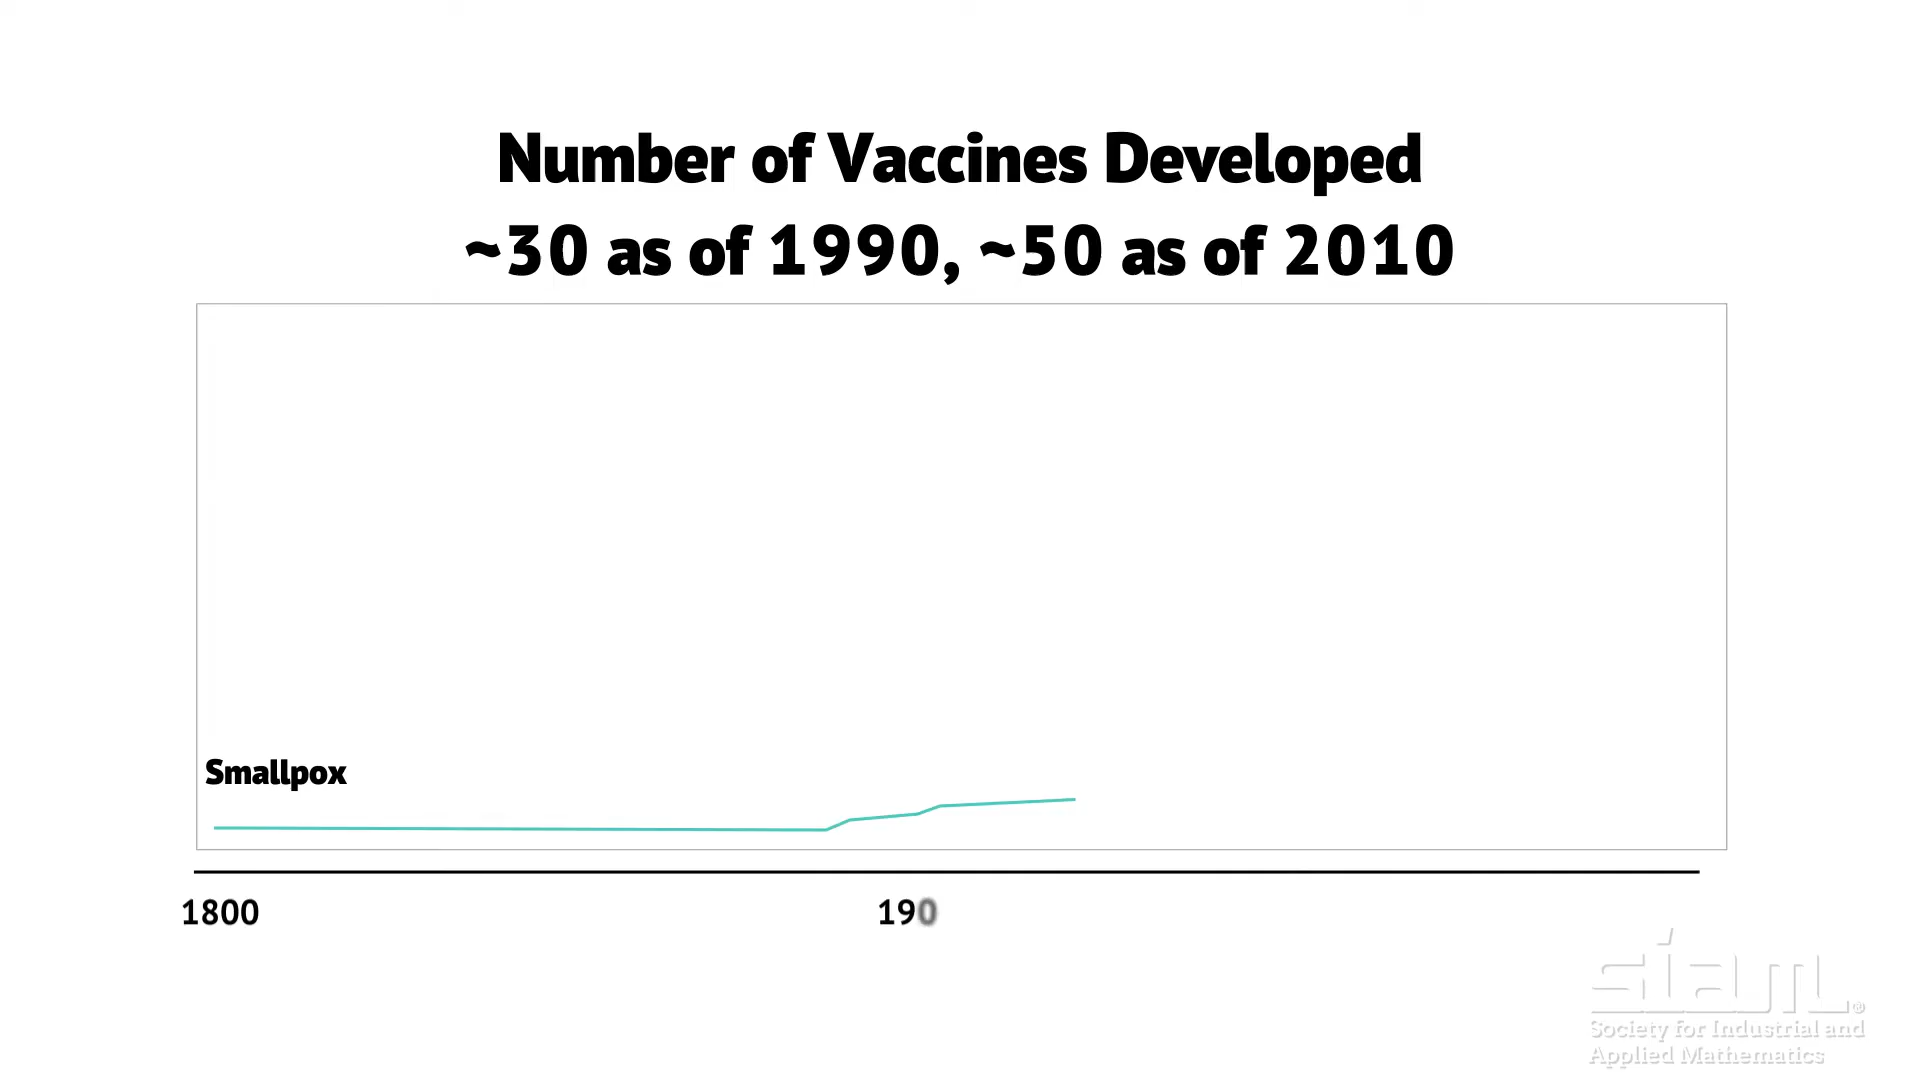 Number of Vaccines Developed
~30 as of 1990, ~50 as of 2010
Smallpox
1800
190
siam®
Society for Industrial and
Applied Mathematics